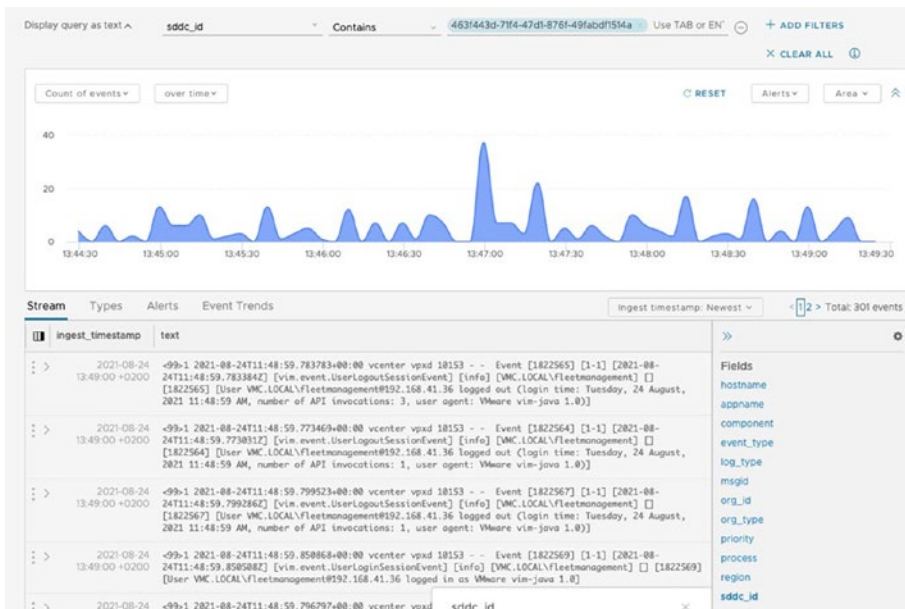 Display query as text
sddc_id
Contains
463f443d-71f4-47d1-876f-49fabdf1514a
Use TAB or EN
ADD FILTERS
CLEAR ALL
Count of events
over time
RESET
Alerts
Area
40
20
0
13:44:30 13:45:00 13:45:30 13:46:00 13:46:30 13:47:00 13:47:30 13:48:00 13:48:30 13:49:00 13:49:30
Stream Types Alerts Event Trends
Ingest timestamp: Newest
< 1 2 > Total: 301 events
ingest_timestamp text
2021-08-24
13:49:00 +0200
<99>1 2021-08-24T11:48:59.783783+00:00 vcenter vpxd 10153 - - Event [1822565] [1-1] [2021-08-
24T11:48:59.783384Z] [vim.event.UserLogoutSessionEvent] [info] [VMC.LOCAL\fleetmanagement] []
[1822565] [User VMC.LOCAL\fleetmanagement@192.168.41.36 logged out (login time: Tuesday, 24 August,
2021 11:48:59 AM, number of API invocations: 3, user agent: VMware vim-java 1.0)]
2021-08-24
13:49:00 +0200
<99>1 2021-08-24T11:48:59.773469+00:00 vcenter vpxd 10153 - - Event [1822564] [1-1] [2021-08-
24T11:48:59.773031Z] [vim.event.UserLogoutSessionEvent] [info] [VMC.LOCAL\fleetmanagement] []
[1822564] [User VMC.LOCAL\fleetmanagement@192.168.41.36 logged out (login time: Tuesday, 24 August,
2021 11:48:59 AM, number of API invocations: 1, user agent: VMware vim-java 1.0)]
2021-08-24
13:49:00 +0200
<99>1 2021-08-24T11:48:59.799523+00:00 vcenter vpxd 10153 - - Event [1822567] [1-1] [2021-08-
24T11:48:59.799286Z] [vim.event.UserLogoutSessionEvent] [info] [VMC.LOCAL\fleetmanagement] []
[1822567] [User VMC.LOCAL\fleetmanagement@192.168.41.36 logged out (login time: Tuesday, 24 August,
2021 11:48:59 AM, number of API invocations: 1, user agent: VMware vim-java 1.0)]
2021-08-24
13:49:00 +0200
<99>1 2021-08-24T11:48:59.850868+00:00 vcenter vpxd 10153 - - Event [1822569] [1-1] [2021-08-
24T11:48:59.850508Z] [vim.event.UserLoginSessionEvent] [info] [VMC.LOCAL\fleetmanagement] [] [1822569]
[User VMC.LOCAL\fleetmanagement@192.168.41.36 logged in as VMware vim-java 1.0]
2021-08-24
<99>1 2021-08-24T11:48:59.796797+00:00 vcenter vpxd
sddc_id
Fields
hostname
appname
component
event_type
log_type
msgid
org_id
org_type
priority
process
region
sddc_id